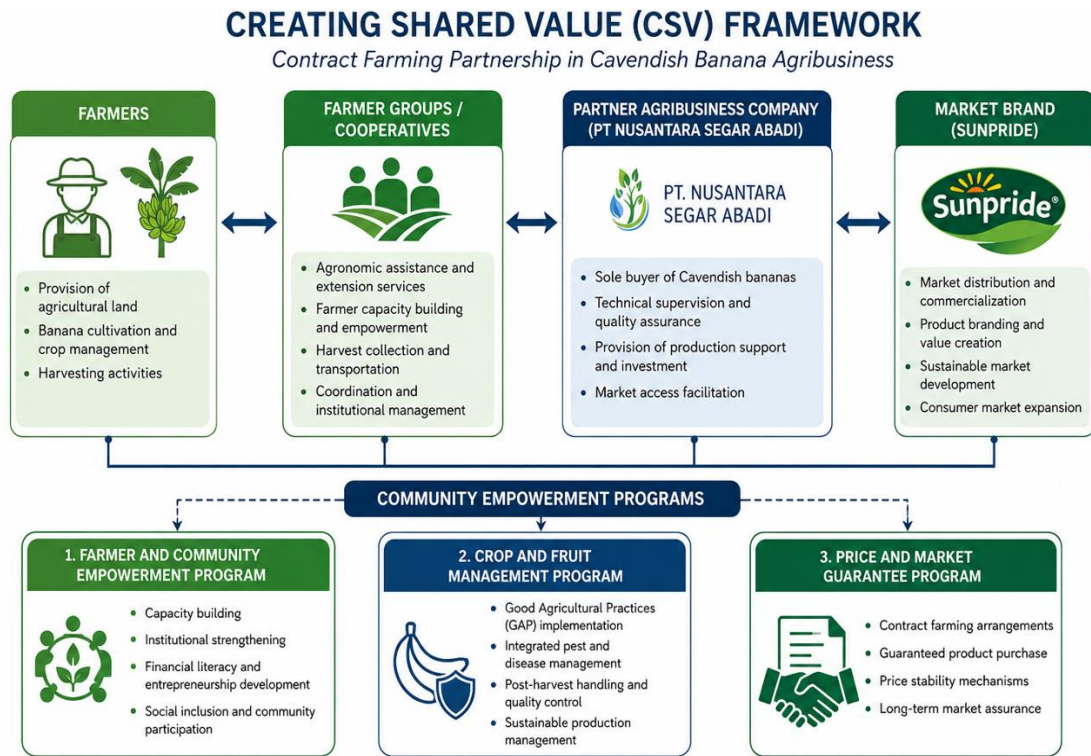 CREATING SHARED VALUE (CSV) FRAMEWORK
Contract Farming Partnership in Cavendish Banana Agribusiness
FARMERS
• Provision of
agricultural land
• Banana cultivation and
crop management
• Harvesting activities
FARMER GROUPS /
COOPERATIVES
• Agronomic assistance and
extension services
• Farmer capacity building
and empowerment
• Harvest collection and
transportation
• Coordination and
institutional management
PARTNER AGRIBUSINESS COMPANY
(PT NUSANTARA SEGAR ABADI)
PT. NUSANTARA
SEGAR ABADI
• Sole buyer of Cavendish bananas
• Technical supervision and
quality assurance
• Provision of production support
and investment
• Market access facilitation
MARKET BRAND
(SUNPRIDE)
Sunpride®
• Market distribution and
commercialization
• Product branding and
value creation
• Sustainable market
development
• Consumer market expansion
COMMUNITY EMPOWERMENT PROGRAMS
1. FARMER AND COMMUNITY
EMPOWERMENT PROGRAM
• Capacity building
• Institutional strengthening
• Financial literacy and
entrepreneurship development
• Social inclusion and community
participation
2. CROP AND FRUIT
MANAGEMENT PROGRAM
• Good Agricultural Practices
(GAP) implementation
• Integrated pest and
disease management
• Post-harvest handling and
quality control
• Sustainable production
management
3. PRICE AND MARKET
GUARANTEE PROGRAM
• Contract farming arrangements
• Guaranteed product purchase
• Price stability mechanisms
• Long-term market assurance